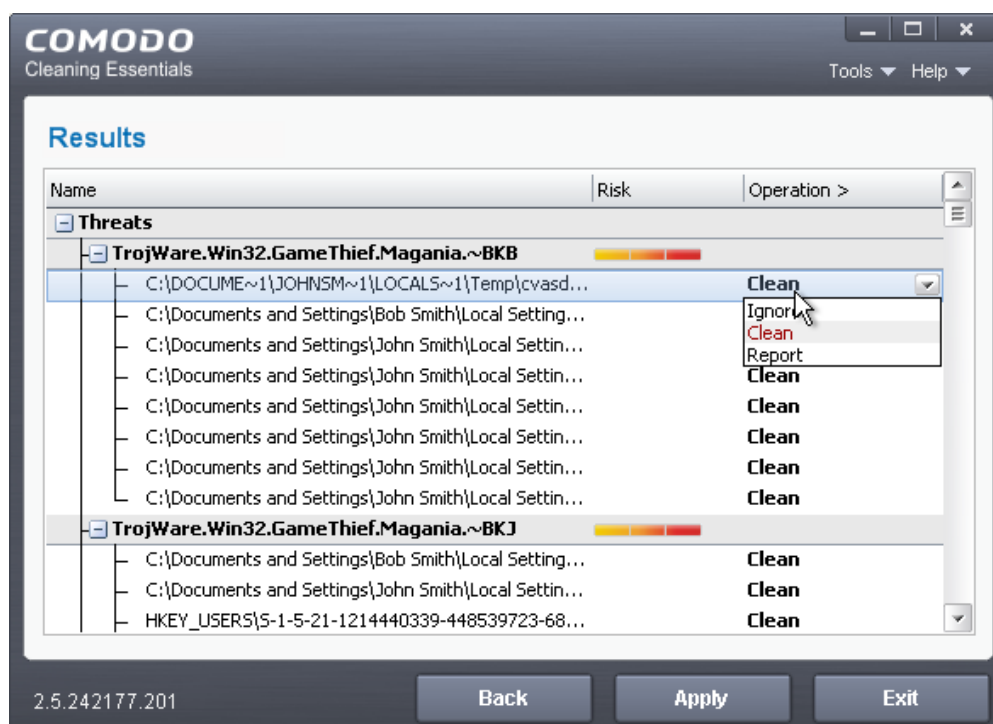 COMODO
Cleaning Essentials
Tools Help
Results
Name Risk Operation >
Threats
TrojWare.Win32.GameThief.Magania.~BKB
C:\DOCUME~1\JOHNSM~1\LOCALS~1\Temp\cvasd... Clean
C:\Documents and Settings\Bob Smith\Local Setting...
Ignore
C:\Documents and Settings\John Smith\Local Settin...
Clean
Report
C:\Documents and Settings\John Smith\Local Settin... Clean
C:\Documents and Settings\John Smith\Local Settin... Clean
C:\Documents and Settings\John Smith\Local Settin... Clean
C:\Documents and Settings\John Smith\Local Settin... Clean
C:\Documents and Settings\John Smith\Local Settin... Clean
TrojWare.Win32.GameThief.Magania.~BKJ
C:\Documents and Settings\Bob Smith\Local Setting... Clean
C:\Documents and Settings\John Smith\Local Settin... Clean
HKEY_USERS\S-1-5-21-1214440339-448539723-68... Clean
2.5.242177.201 Back Apply Exit